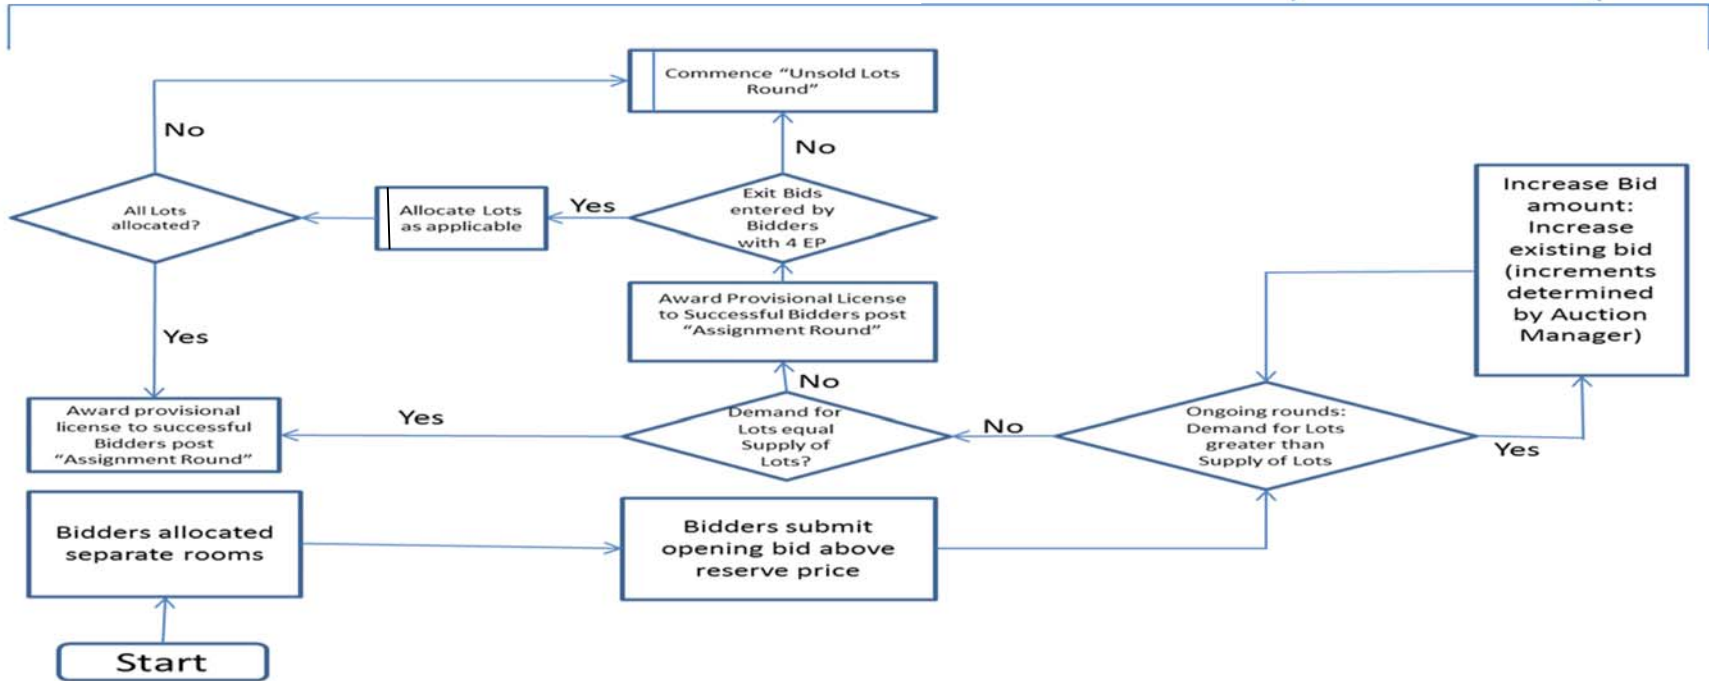 Commence “Unsold Lots
Round”
No
No
All Lots
allocated?
Allocate Lots
as applicable
Yes
Exit Bids
entered by
Bidders
with 4 EP
Increase Bid
amount:
Increase
existing bid
(increments
determined
by Auction
Manager)
Award Provisional License
to Successful Bidders post
“Assignment Round”
Yes
No
Award provisional
license to successful
Bidders post
“Assignment Round”
Yes
Demand for
Lots equal
Supply of
Lots?
No
Ongoing rounds:
Demand for Lots
greater than
Supply of Lots
Yes
Bidders allocated
separate rooms
Bidders submit
opening bid above
reserve price
Start